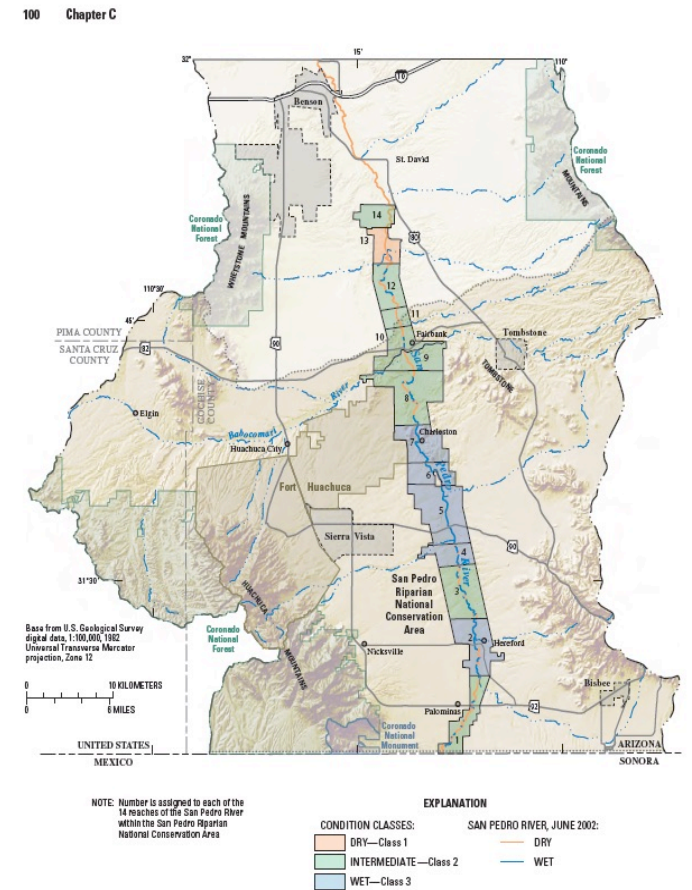 100 Chapter C
32°
15'
110°
10
Benson
St. David
Coronado
National
Forest
MOUNTAINS
Coronado
National
Forest
WHETSTONE MOUNTAINS
14
13
80
12
110°30'
45'
11
10
Fairbank
Tombstone
PIMA COUNTY
SANTA CRUZ
COUNTY
82
90
San
9
TOMBSTONE
COCHISE
COUNTY
River
8
Elgin
Babocomari
Huachuca City
Charleston
7
Pedro
6
Fort Huachuca
5
Sierra Vista
90
4
River
31°30'
San Pedro
Riparian
National
Conservation
Area
3
HUACHUCA
MOUNTAINS
Base from U.S. Geological Survey
digital data, 1:100,000, 1982
Universal Transverse Mercator
projection, Zone 12
Coronado
National
Forest
2
Hereford
Nicksville
0 10 KILOMETERS
0 6 MILES
Bisbee
Palominas
92
Coronado
National
Monument
1
UNITED STATES
MEXICO
ARIZONA
SONORA
NOTE: Number is assigned to each of the
14 reaches of the San Pedro River
within the San Pedro Riparian
National Conservation Area
EXPLANATION
CONDITION CLASSES:
DRY—Class 1
INTERMEDIATE—Class 2
WET—Class 3
SAN PEDRO RIVER, JUNE 2002:
DRY
WET